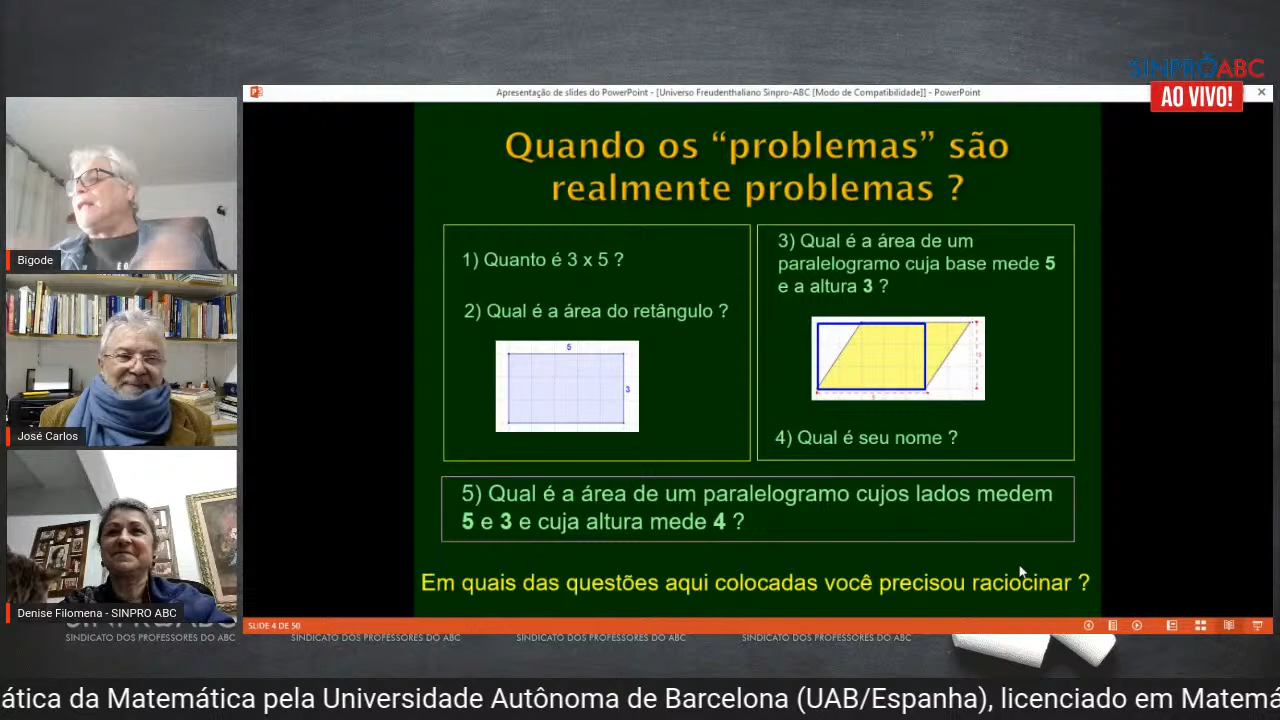 SINPRO ABC
AO VIVO!
Apresentação de slides do PowerPoint - [Universo Freudenthaliano Sinpro-ABC [Modo de Compatibilidade]] - PowerPoint
Quando os “problemas” são
realmente problemas ?
1) Quanto é 3 x 5 ?
2) Qual é a área do retângulo ?
5
3
3) Qual é a área de um
paralelogramo cuja base mede 5
e a altura 3 ?
4) Qual é seu nome ?
5) Qual é a área de um paralelogramo cujos lados medem
5 e 3 e cuja altura mede 4 ?
Em quais das questões aqui colocadas você precisou raciocinar ?
SLIDE 4 DE 50
Bigode
José Carlos
Denise Filomena - SINPRO ABC
SINPRO ABC
SINDICATO DOS PROFESSORES DO ABC
SINDICATO DOS PROFESSORES DO ABC
SINDICATO DOS PROFESSORES DO ABC
SINDICATO DOS PROFESSORES DO ABC
ática da Matemática pela Universidade Autônoma de Barcelona (UAB/Espanha), licenciado em Matemá